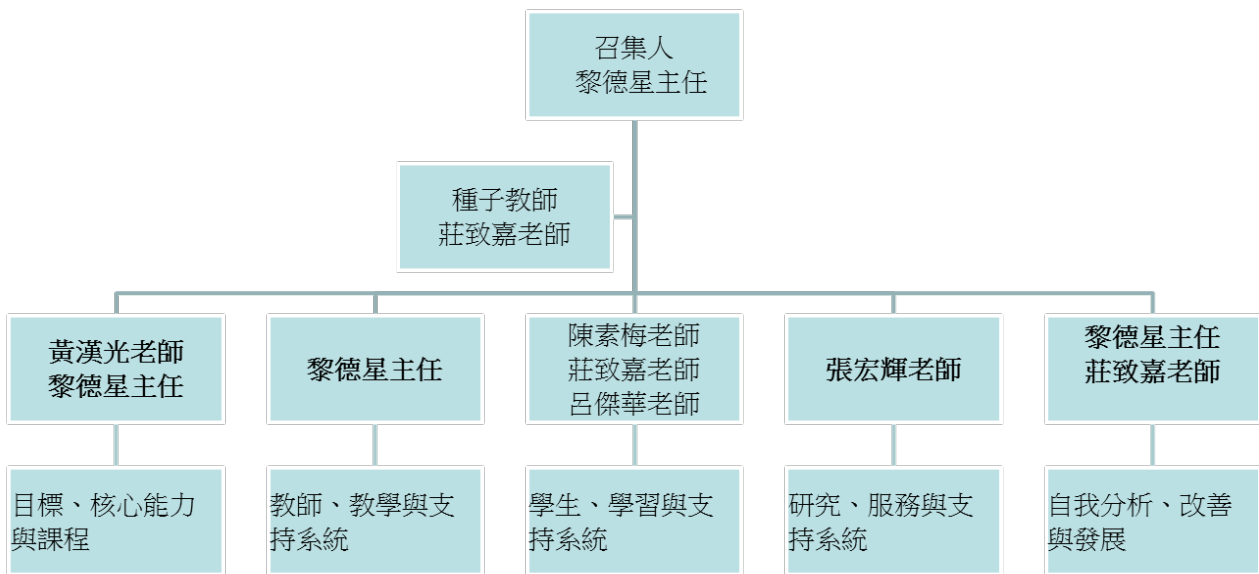 召集人
黎德星主任
種子教師
莊致嘉老師
黃漢光老師
黎德星主任
黎德星主任
陳素梅老師
莊致嘉老師
呂傑華老師
張宏輝老師
黎德星主任
莊致嘉老師
目標、核心能力
與課程
教師、教學與支
持系統
學生、學習與支
持系統
研究、服務與支
持系統
自我分析、改善
與發展